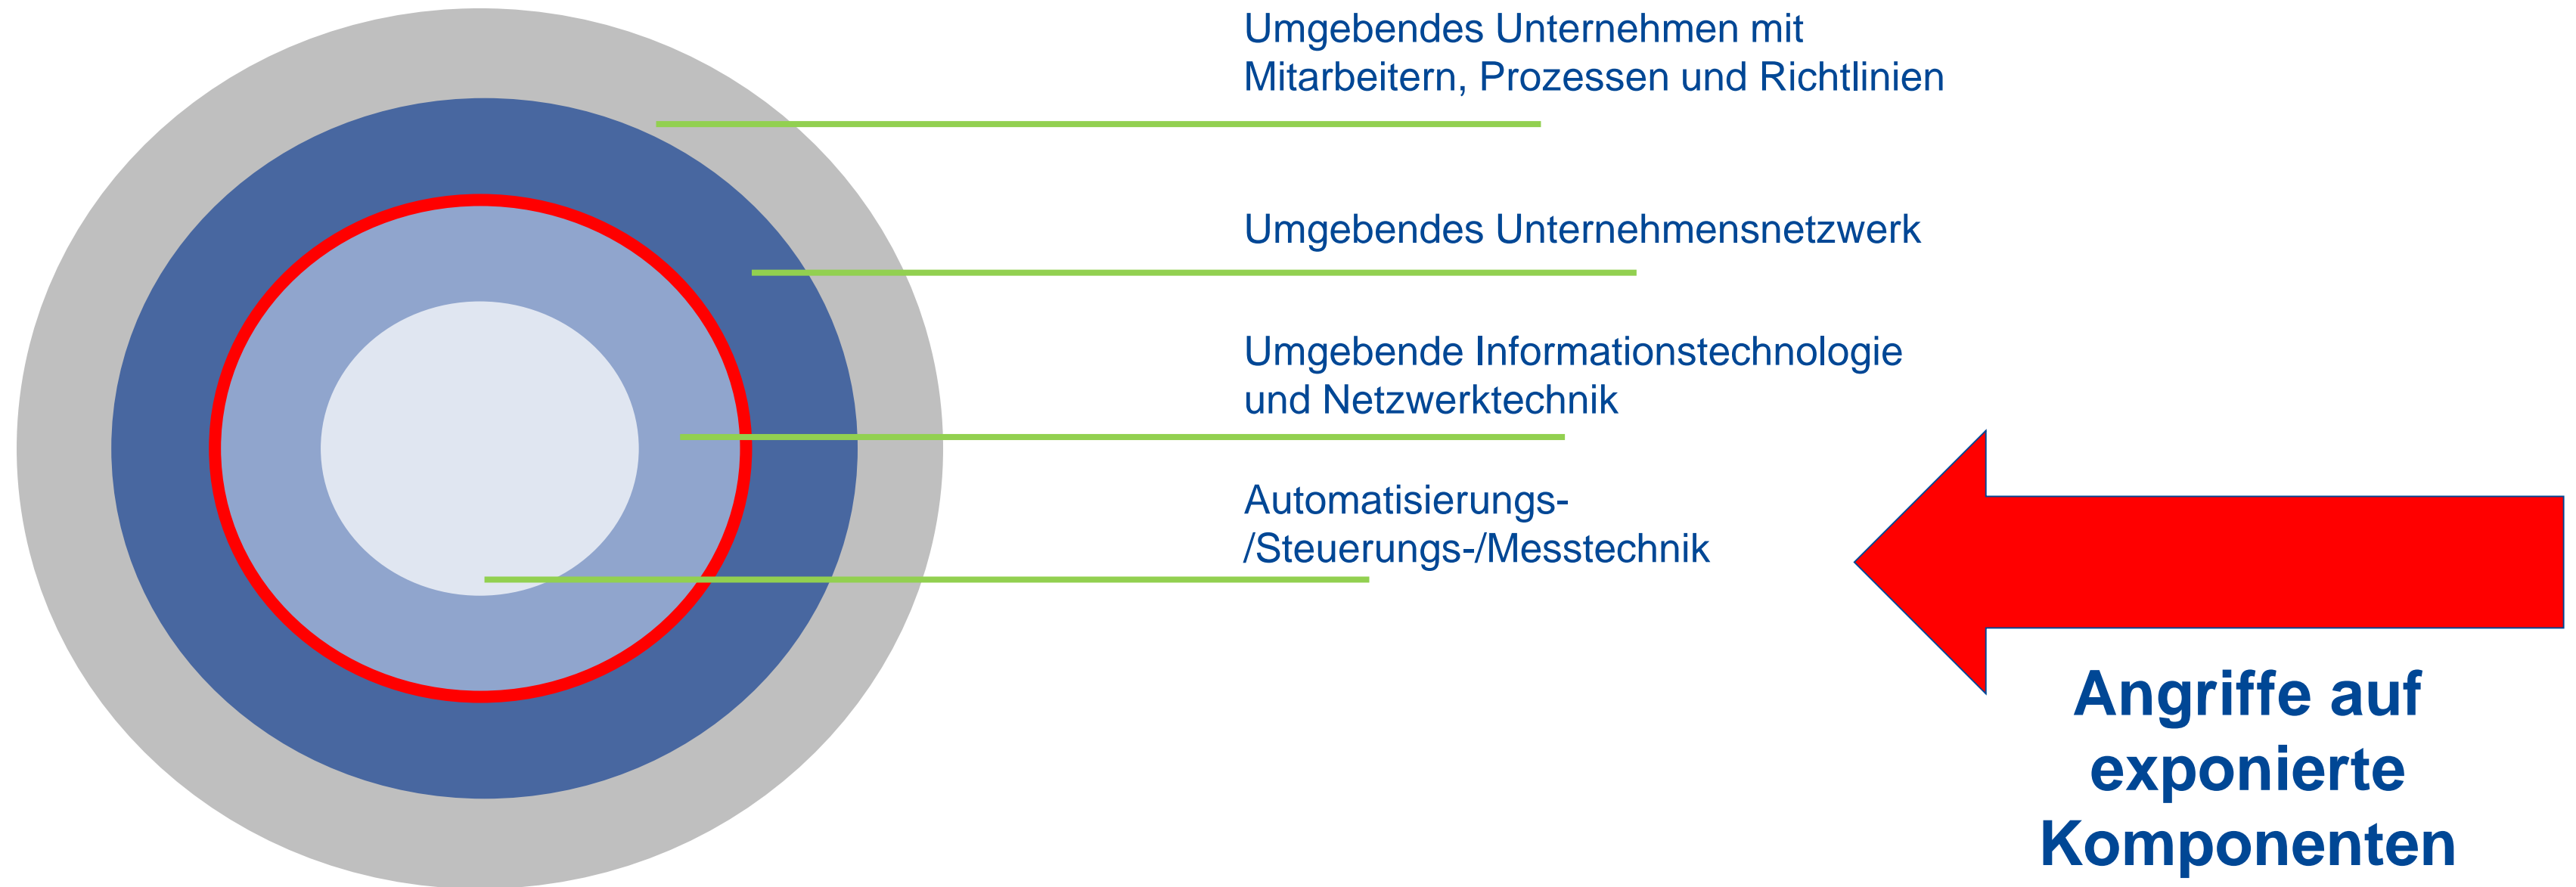 Umgebendes Unternehmen mit
Mitarbeitern, Prozessen und Richtlinien
Umgebendes Unternehmensnetzwerk
Umgebende Informationstechnologie
und Netzwerktechnik
Automatisierungs-
/Steuerungs-/Messtechnik
Angriffe auf
exponierte
Komponenten